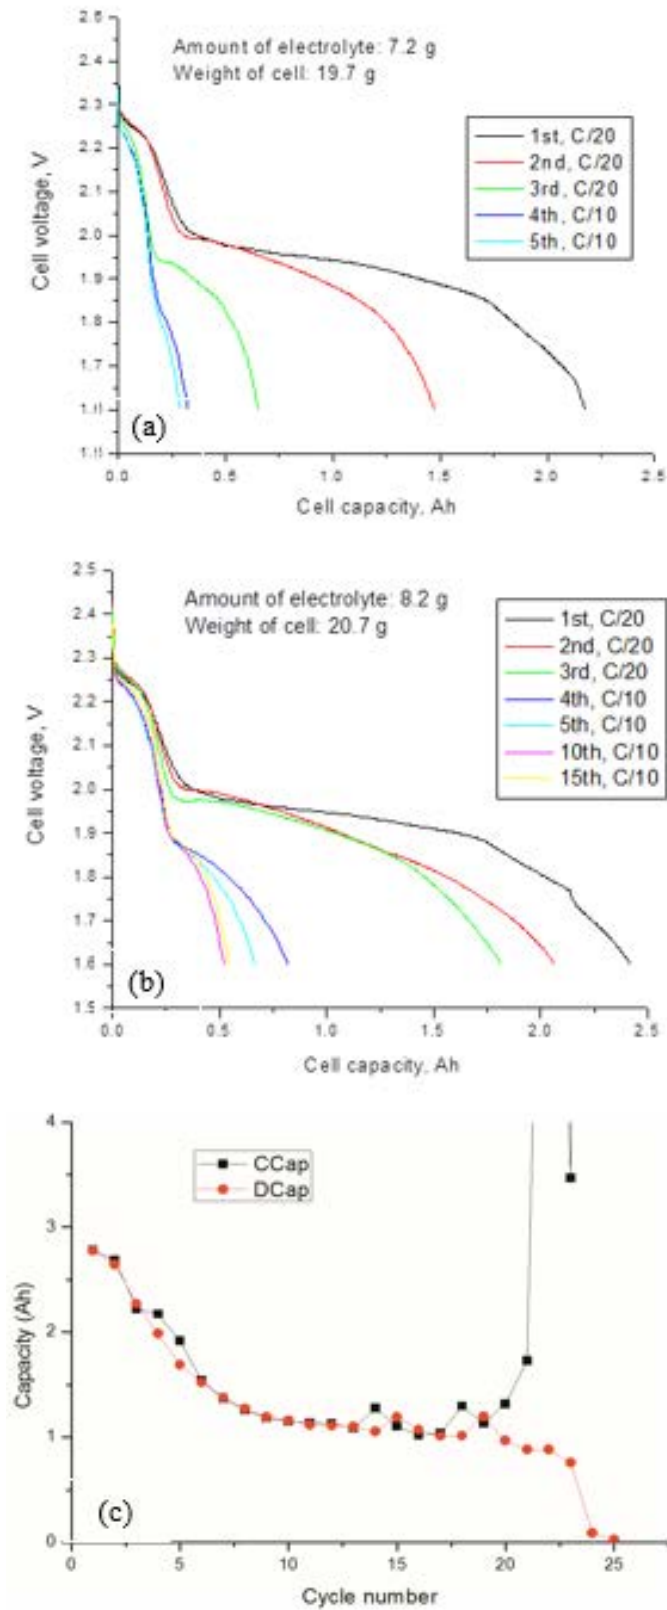 2.5
Amount of electrolyte: 7.2 g
Weight of cell: 19.7 g
2.4
2.3
2.2
2.1
2.0
1.9
1.8
1.7
Cell voltage, V
1st, C/20
2nd, C/20
3rd, C/20
4th, C/10
5th, C/10
(a)
0.0 0.5 1.0 1.5 2.0 2.5
Cell capacity, Ah
2.5
Amount of electrolyte: 8.2 g
Weight of cell: 20.7 g
2.4
2.3
2.2
2.1
2.0
1.9
1.8
1.7
1.6
1.5
Cell voltage, V
1st, C/20
2nd, C/20
3rd, C/20
4th, C/10
5th, C/10
10th, C/10
15th, C/10
(b)
0.0 0.5 1.0 1.5 2.0 2.5
Cell capacity, Ah
4
3
2
1
0
Capacity (Ah)
CCap
DCap
(c)
0 5 10 15 20 25
Cycle number